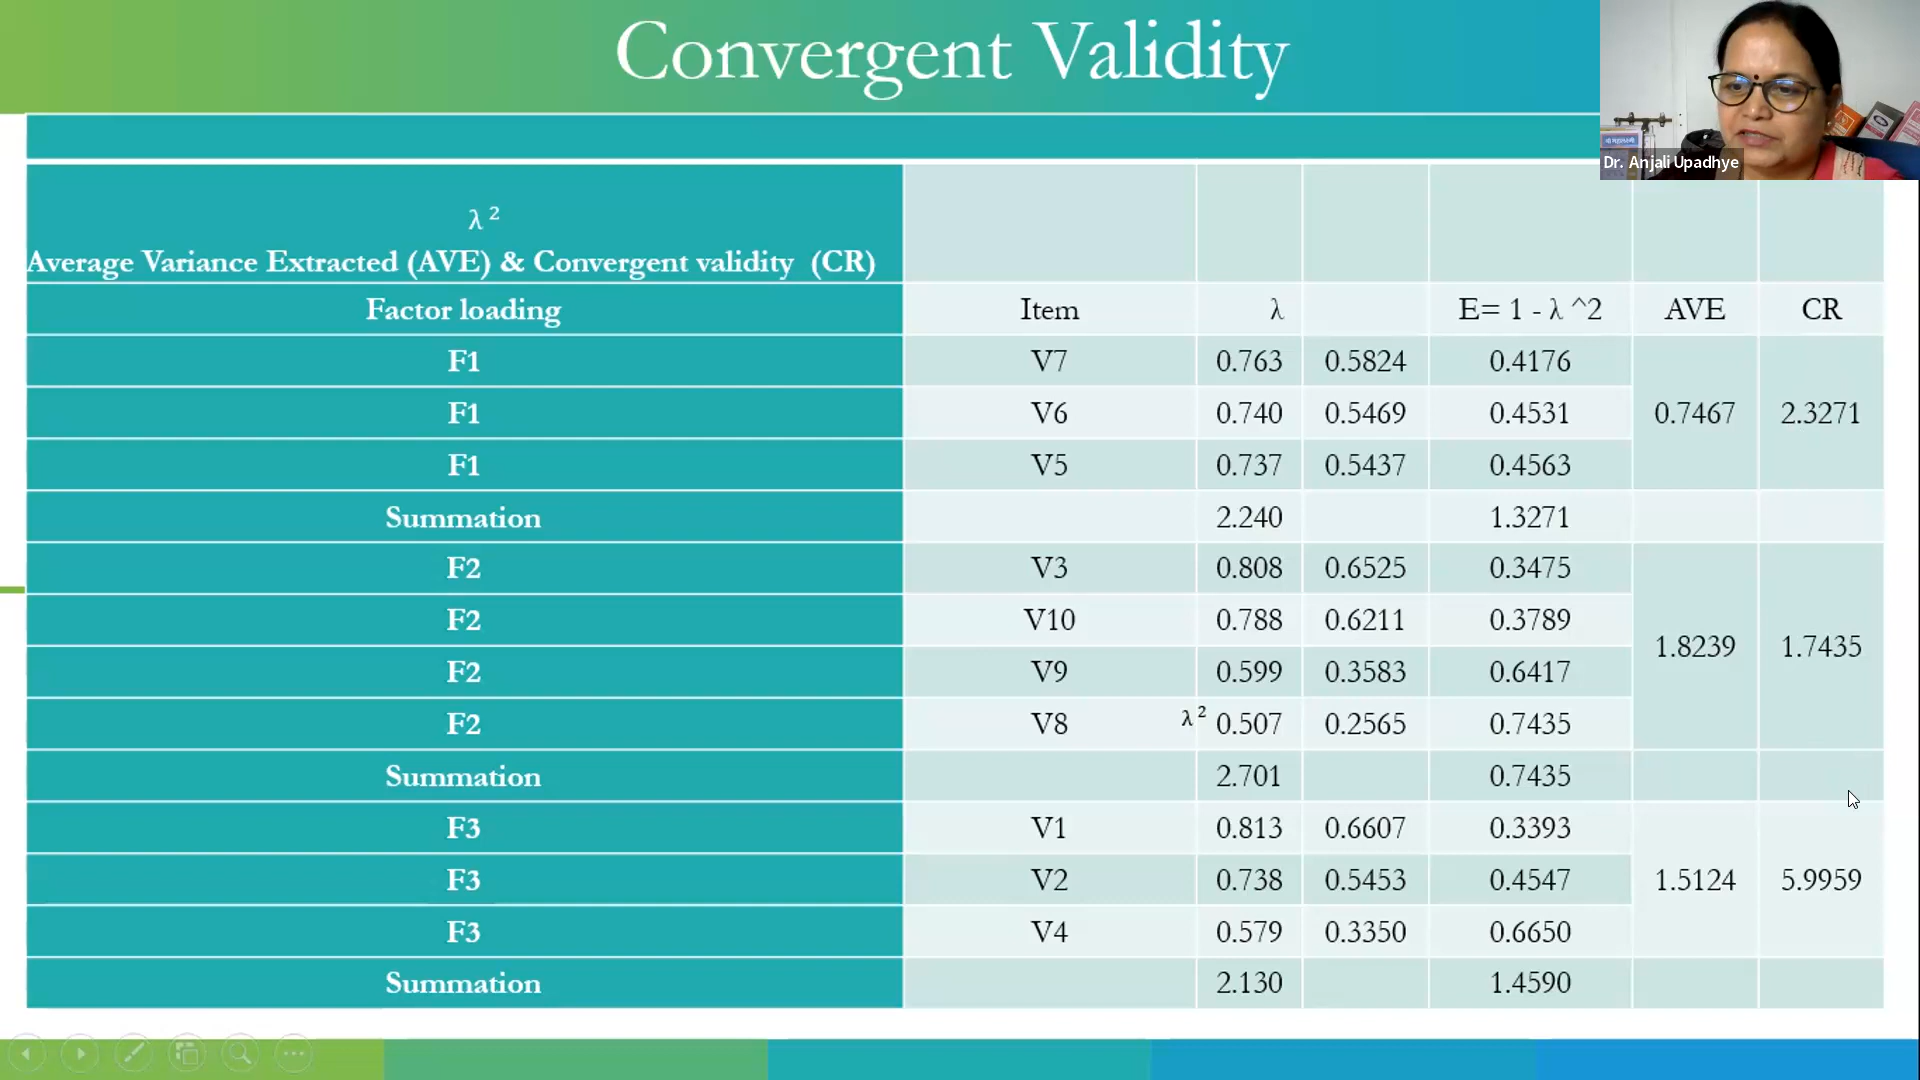 Convergent Validity
Dr. Anjali Upadhye
λ ²
Average Variance Extracted (AVE) & Convergent validity (CR)
Factor loading Item λ E= 1 - λ ^2 AVE CR
F1 V7 0.763 0.5824 0.4176
F1 V6 0.740 0.5469 0.4531 0.7467 2.3271
F1 V5 0.737 0.5437 0.4563
Summation 2.240 1.3271
F2 V3 0.808 0.6525 0.3475
F2 V10 0.788 0.6211 0.3789
1.8239 1.7435
F2 V9 0.599 0.3583 0.6417
F2 V8 λ ² 0.507 0.2565 0.7435
Summation 2.701 0.7435
F3 V1 0.813 0.6607 0.3393
F3 V2 0.738 0.5453 0.4547 1.5124 5.9959
F3 V4 0.579 0.3350 0.6650
Summation 2.130 1.4590